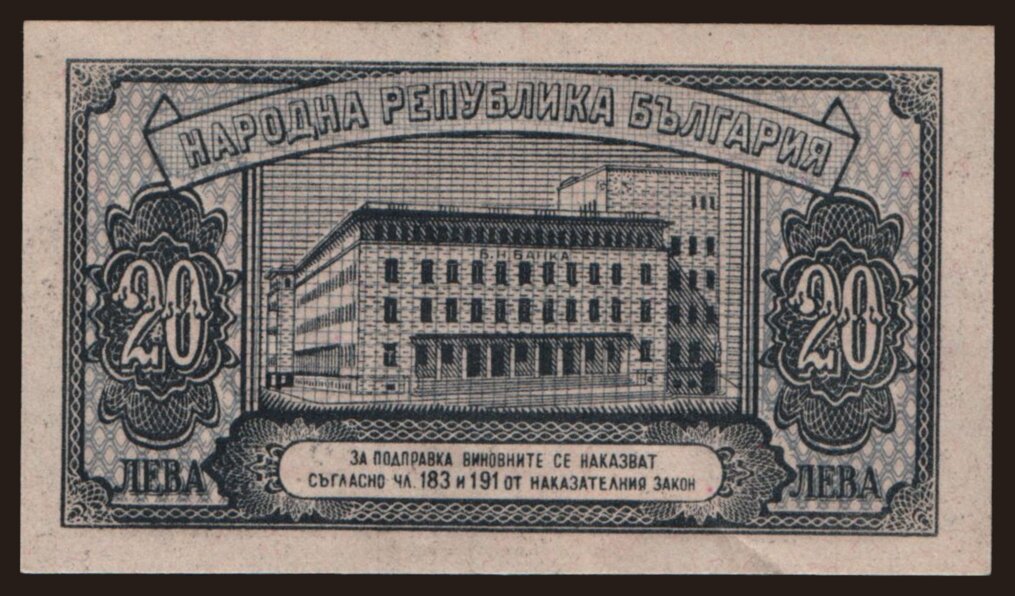 НАРОДНА РЕПУБЛИКА БЪЛГАРИЯ
Б.Н.БАНКА
20
20
ЛЕВА
ЛЕВА
ЗА ПОДПРАВКА ВИНОВНИТЕ СЕ НАКАЗВАТ
СЪГЛАСНО ЧЛ. 183 И 191 ОТ НАКАЗАТЕЛНИЯ ЗАКОН